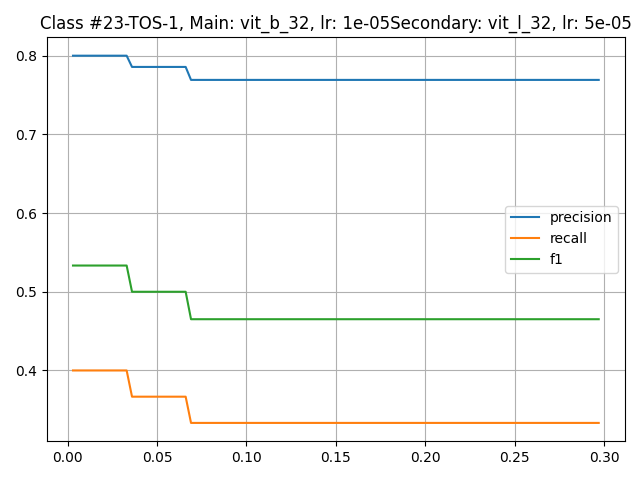 Class #23-TOS-1, Main: vit_b_32, lr: 1e-05Secondary: vit_l_32, lr: 5e-05
0.8
0.7
0.6
0.5
0.4
precision
recall
f1
0.00 0.05 0.10 0.15 0.20 0.25 0.30